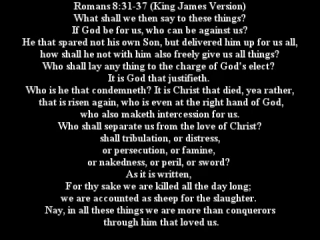 Romans 8:31-37 (King James Version)
What shall we then say to these things?
If God be for us, who can be against us?
He that spared not his own Son, but delivered him up for us all,
how shall he not with him also freely give us all things?
Who shall lay any thing to the charge of God's elect?
It is God that justifieth.
Who is he that condemneth? It is Christ that died, yea rather,
that is risen again, who is even at the right hand of God,
who also maketh intercession for us.
Who shall separate us from the love of Christ?
shall tribulation, or distress,
or persecution, or famine,
or nakedness, or peril, or sword?
As it is written,
For thy sake we are killed all the day long;
we are accounted as sheep for the slaughter.
Nay, in all these things we are more than conquerors
through him that loved us.